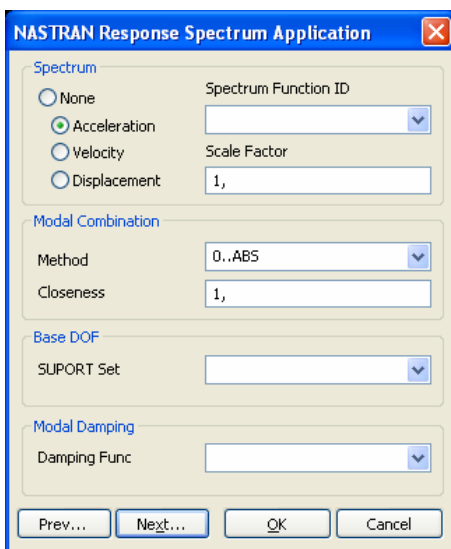 NASTRAN Response Spectrum Application
Spectrum
None
Spectrum Function ID
Acceleration
Velocity
Scale Factor
Displacement
1,
Modal Combination
Method
0..ABS
Closeness
1,
Base DOF
SUPORT Set
Modal Damping
Damping Func
Prev... Next... OK Cancel